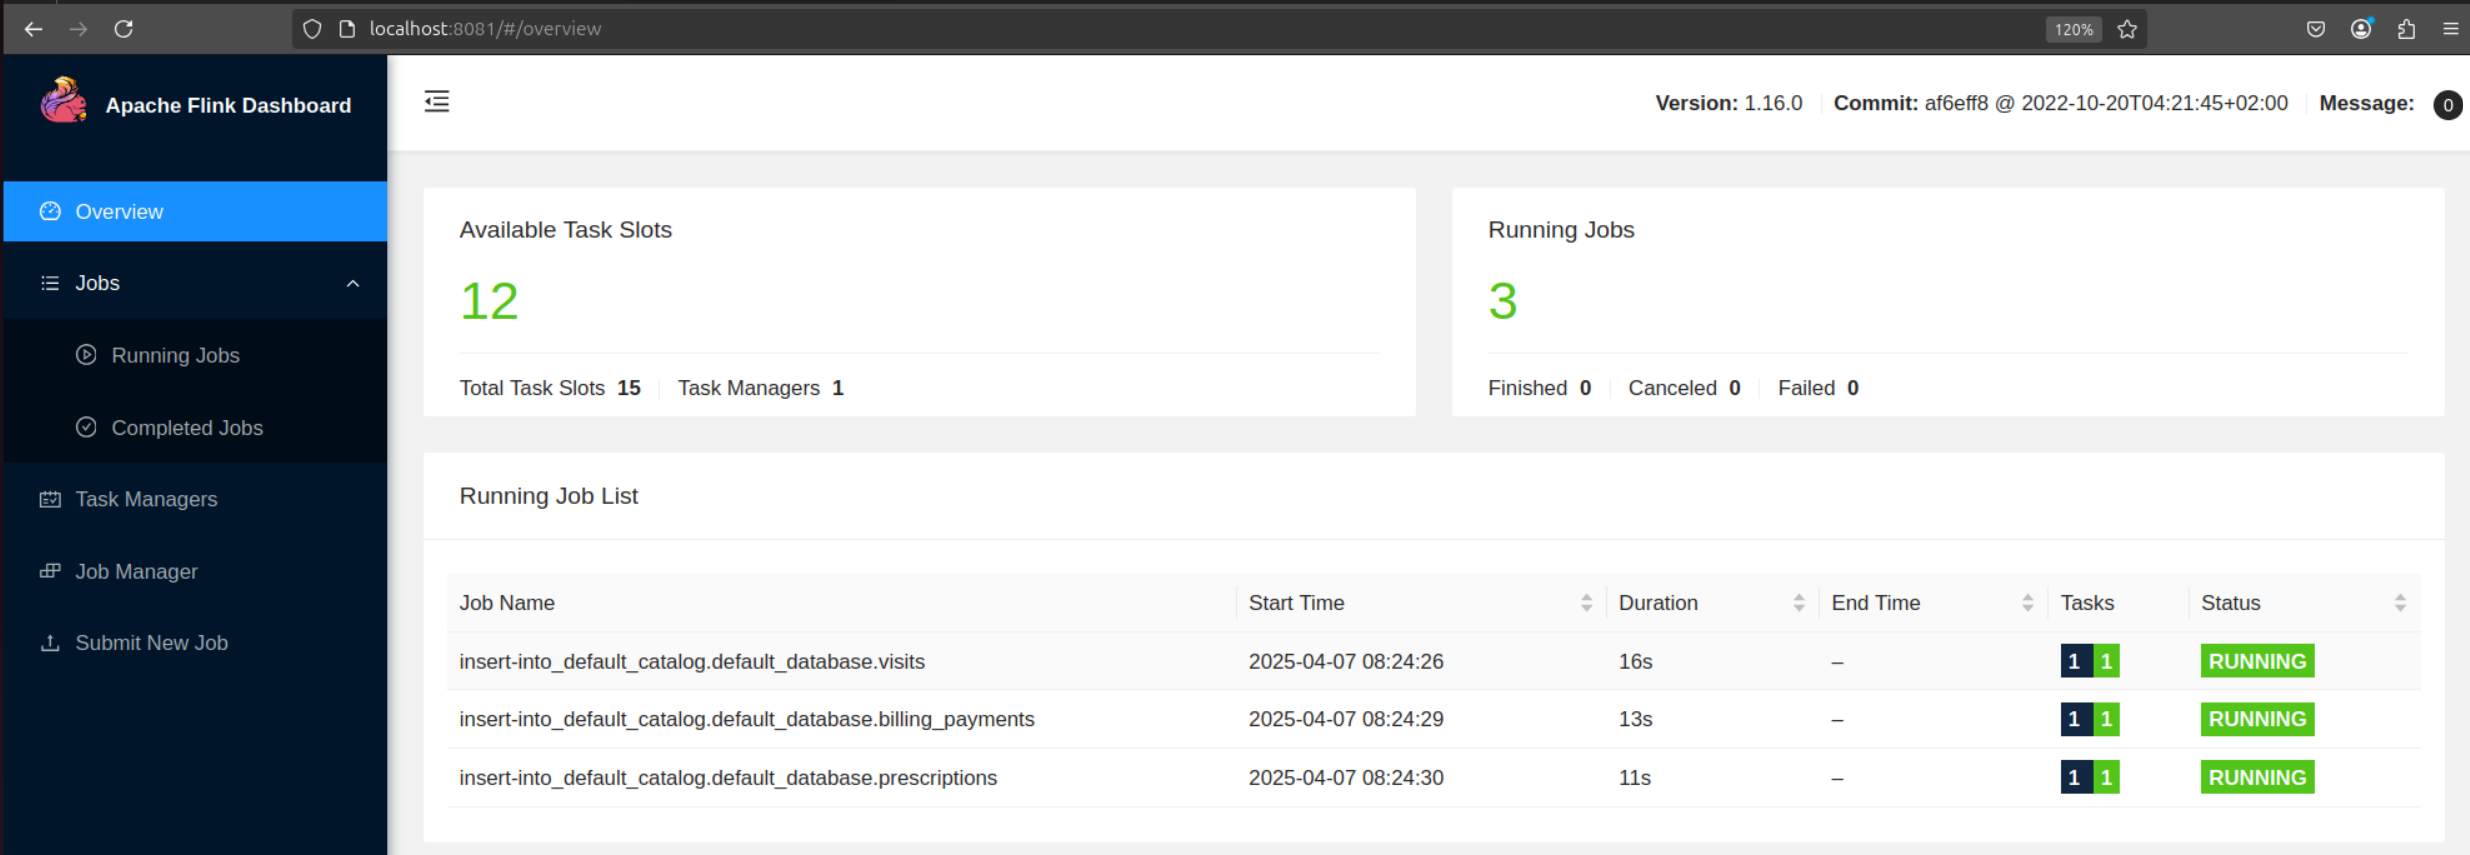 localhost:8081/#/overview 120%
Apache Flink Dashboard
Version: 1.16.0 Commit: af6eff8 @ 2022-10-20T04:21:45+02:00 Message: 0
Overview
Jobs
Running Jobs
Completed Jobs
Task Managers
Job Manager
Submit New Job
Available Task Slots
12
Total Task Slots 15 Task Managers 1
Running Jobs
3
Finished 0 Canceled 0 Failed 0
Running Job List
Job Name Start Time Duration End Time Tasks Status
insert-into_default_catalog.default_database.visits 2025-04-07 08:24:26 16s – 1 1 RUNNING
insert-into_default_catalog.default_database.billing_payments 2025-04-07 08:24:29 13s – 1 1 RUNNING
insert-into_default_catalog.default_database.prescriptions 2025-04-07 08:24:30 11s – 1 1 RUNNING